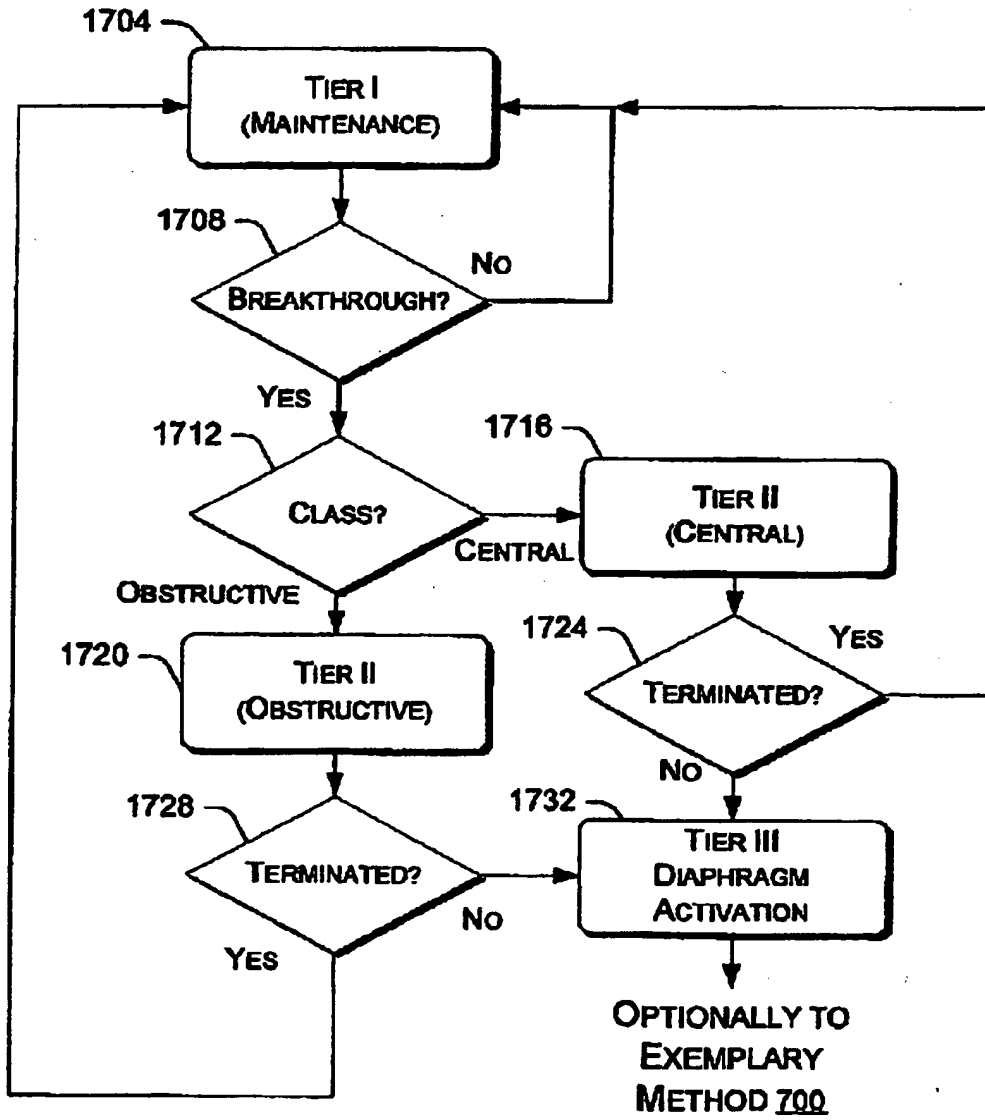 1704
TIER I
(MAINTENANCE)
1708
NO
BREAKTHROUGH?
YES
1712
1716
CLASS?
TIER II
(CENTRAL)
CENTRAL
OBSTRUCTIVE
1720
TIER II
(OBSTRUCTIVE)
1724
YES
TERMINATED?
NO
1728
1732
TERMINATED?
TIER III
DIAPHRAGM
ACTIVATION
NO
YES
OPTIONALLY TO
EXEMPLARY
METHOD 700